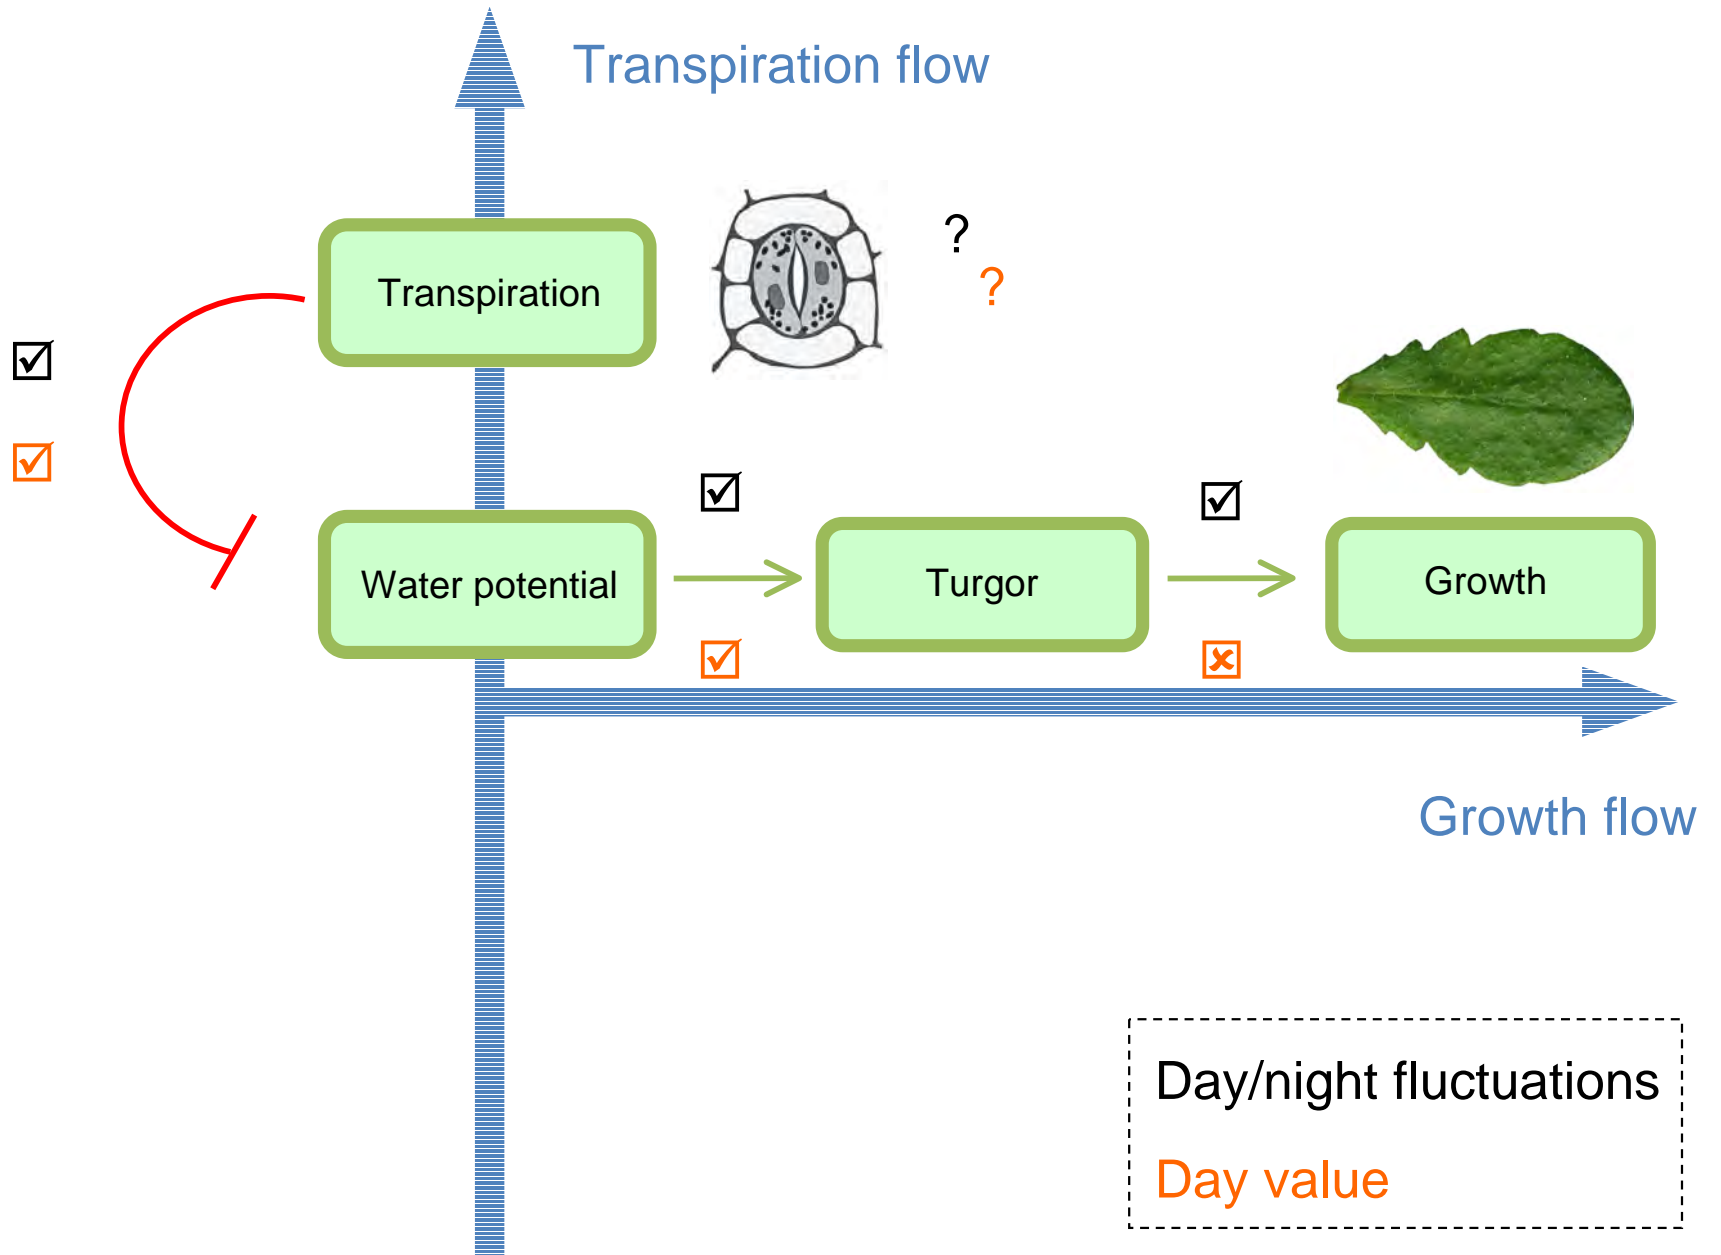 Transpiration flow
?
?
Transpiration
Water potential
Turgor
Growth
Growth flow
Day/night fluctuations
Day value